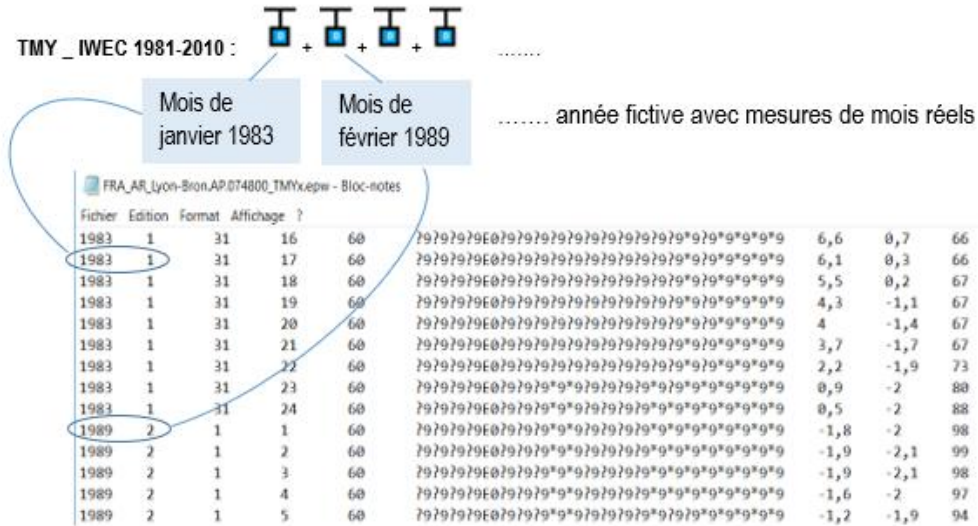 TMY _ IWEC 1981-2010 : + + + .......
Mois de
janvier 1983
Mois de
février 1989
....... année fictive avec mesures de mois réels
FRA_AR_Lyon-Bron.AP.074800_TMYx.epw - Bloc-notes
Fichier Edition Format Affichage ?
1983 1 31 16 60 ?9?9?9?9E0?9?9?9?9?9?9?9?9?9*9?9*9*9*9*9 6,6 0,7 66
1983 1 31 17 60 ?9?9?9?9E0?9?9?9?9?9?9?9?9?9*9?9*9*9*9*9 6,1 0,3 66
1983 1 31 18 60 ?9?9?9?9E0?9?9?9?9?9?9?9?9?9*9?9*9*9*9*9 5,5 0,2 67
1983 1 31 19 60 ?9?9?9?9E0?9?9?9?9?9?9?9?9?9*9?9*9*9*9*9 4,3 -1,1 67
1983 1 31 20 60 ?9?9?9?9E0?9?9?9?9?9?9?9?9?9*9?9*9*9*9*9 4 -1,4 67
1983 1 31 21 60 ?9?9?9?9E0?9?9?9?9?9?9?9?9?9*9?9*9*9*9*9 3,7 -1,7 67
1983 1 31 22 60 ?9?9?9?9E0?9?9?9?9?9?9?9?9?9*9?9*9*9*9*9 2,2 -1,9 73
1983 1 31 23 60 ?9?9?9?9E0?9?9?9?9*9*9?9*9*9*9?9*9*9*9*9 0,9 -2 80
1983 1 31 24 60 ?9?9?9?9E0?9?9?9?9*9*9?9*9*9*9?9*9*9*9*9 0,5 -2 88
1989 2 1 1 60 ?9?9?9?9E0?9?9?9?9*9*9?9*9*9*9?9*9*9*9*9 -1,8 -2 98
1989 2 1 2 60 ?9?9?9?9E0?9?9?9?9*9*9?9*9*9*9?9*9*9*9*9 -1,9 -2,1 99
1989 2 1 3 60 ?9?9?9?9E0?9?9?9?9*9*9?9*9*9*9?9*9*9*9*9 -1,9 -2,1 98
1989 2 1 4 60 ?9?9?9?9E0?9?9?9?9*9*9?9*9*9*9?9*9*9*9*9 -1,6 -2 97
1989 2 1 5 60 ?9?9?9?9E0?9?9?9?9*9*9?9*9*9*9?9*9*9*9*9 -1,2 -1,9 94